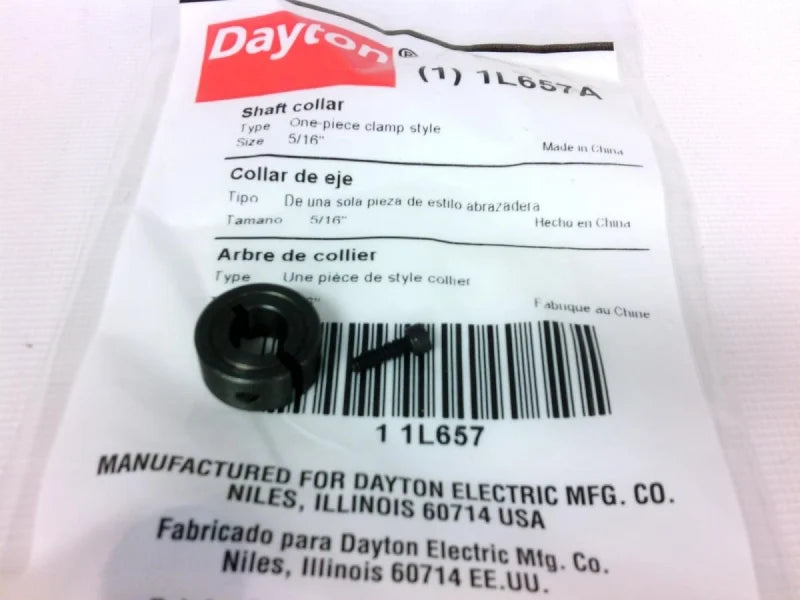 Dayton®
(1) 1L657A
Shaft collar
Type One-piece clamp style
Size 5/16"
Made in China
Collar de eje
Tipo De una sola pieza de estilo abrazadera
Tamano 5/16"
Hecho en China
Arbre de collier
Type Une pièce de style collier
Fabrique au Chine
1 1L657
MANUFACTURED FOR DAYTON ELECTRIC MFG. CO.
NILES, ILLINOIS 60714 USA
Fabricado para Dayton Electric Mfg. Co.
Niles, Illinois 60714 EE.UU.